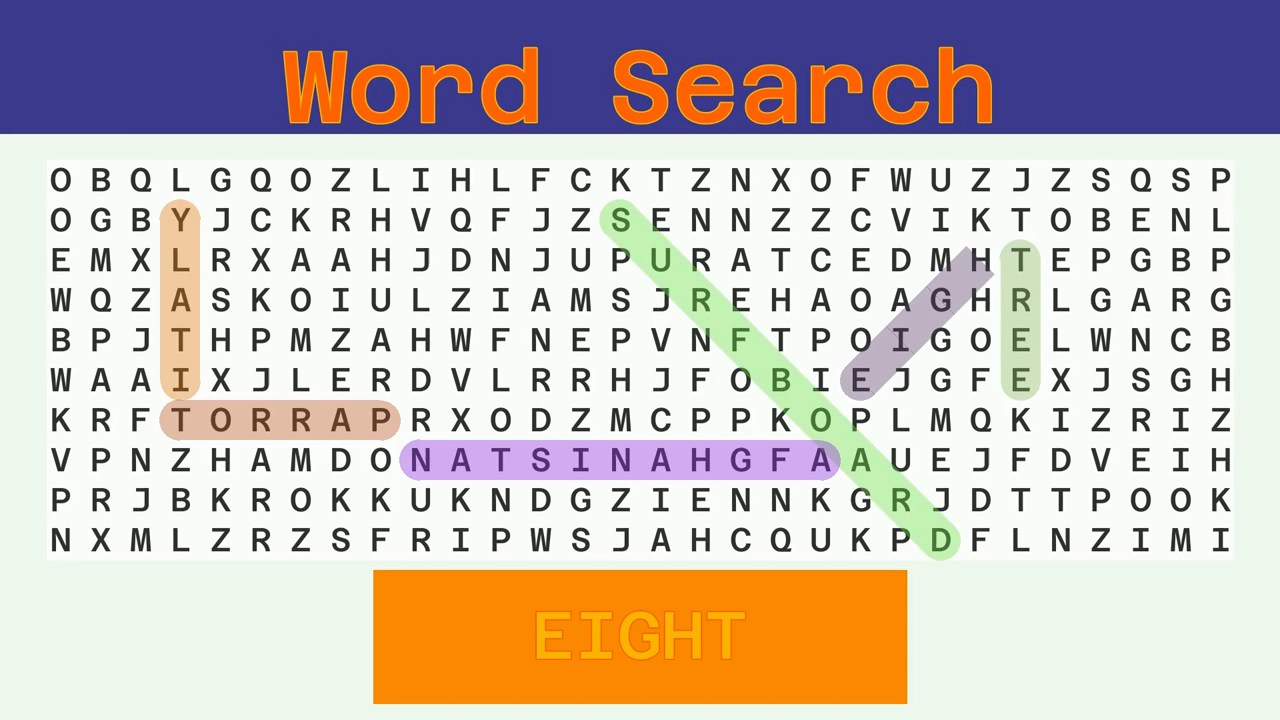 Word Search
O B Q L G Q O Z L I H L F C K T Z N X O F W U Z J Z S Q S P
O G B Y J C K R H V Q F J Z S E N N Z Z C V I K T O B E N L
E M X L R X A A H J D N J U P U R A T C E D M H T E P G B P
W Q Z A S K O I U L Z I A M S J R E H A O A G H R L G A R G
B P J T H P M Z A H W F N E P V N F T P O I G O E L W N C B
W A A I X J L E R D V L R R H J F O B I E J G F E X J S G H
K R F T O R R A P R X O D Z M C P P K O P L M Q K I Z R I Z
V P N Z H A M D O N A T S I N A H G F A A U E J F D V E I H
P R J B K R O K K U K N D G Z I E N N K G R J D T T P O O K
N X M L Z R Z S F R I P W S J A H C Q U K P D F L N Z I M I
EIGHT